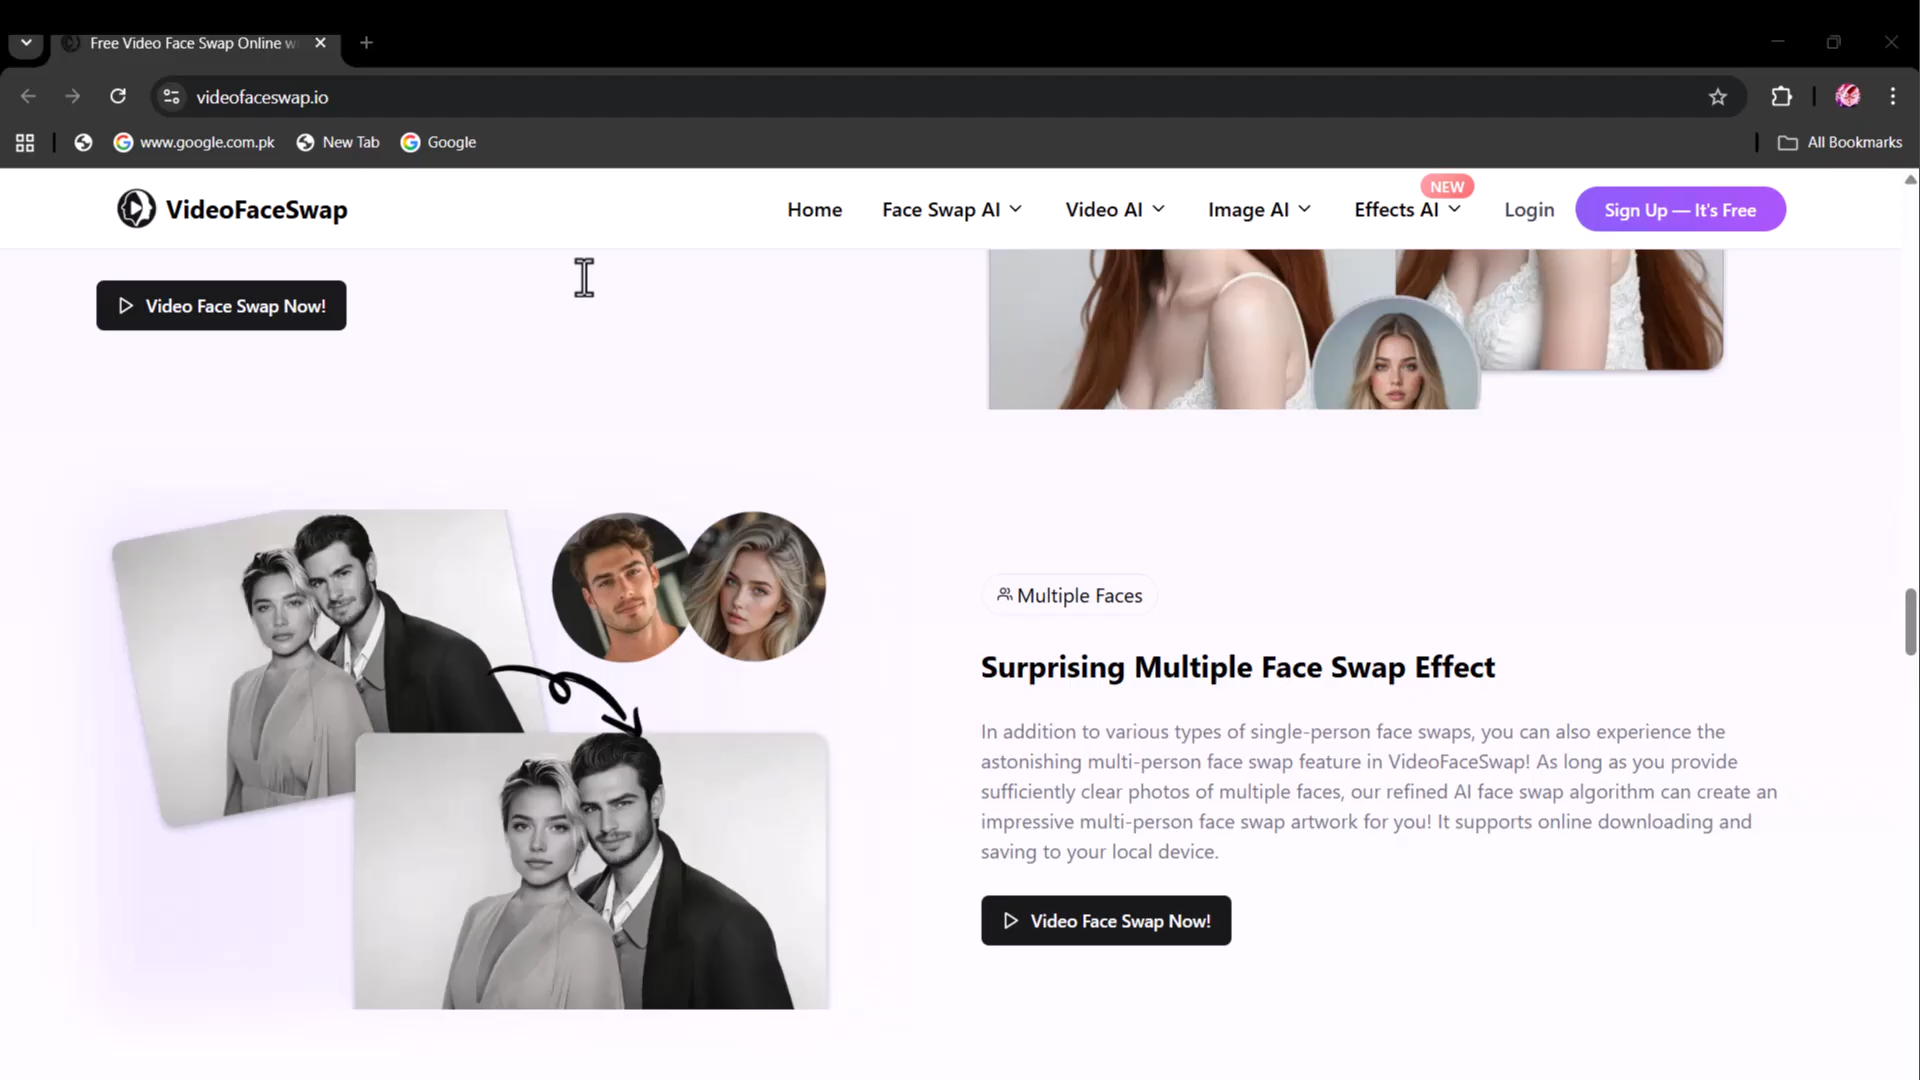 Free Video Face Swap Online w
videofaceswap.io
www.google.com.pk New Tab Google All Bookmarks
VideoFaceSwap Home Face Swap AI Video AI Image AI Effects AI NEW Login Sign Up — It's Free
Video Face Swap Now!
Multiple Faces
Surprising Multiple Face Swap Effect
In addition to various types of single-person face swaps, you can also experience the
astonishing multi-person face swap feature in VideoFaceSwap! As long as you provide
sufficiently clear photos of multiple faces, our refined AI face swap algorithm can create an
impressive multi-person face swap artwork for you! It supports online downloading and
saving to your local device.
Video Face Swap Now!